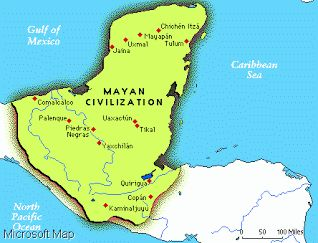 Gulf of
Mexico
Chichén Itzá
Mayapán
Uxmal
Tulum
Jaina
Caribbean
Sea
MAYAN
CIVILIZATION
Comalcalco
Palenque
Uaxactún
Piedras
Negras
Tikal
Yaxchilán
Quiriguá
Copán
Kaminaljuyu
North
Pacific
Ocean
0 50 100 Miles
Microsoft Map